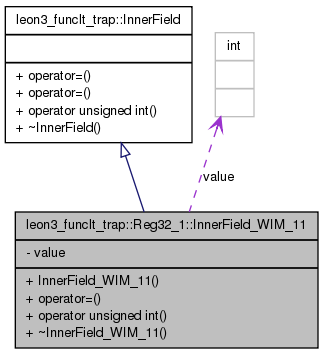 leon3_funclt_trap::InnerField
+ operator=()
+ operator=()
+ operator unsigned int()
+ ~InnerField()
int
value
leon3_funclt_trap::Reg32_1::InnerField_WIM_11
- value
+ InnerField_WIM_11()
+ operator=()
+ operator unsigned int()
+ ~InnerField_WIM_11()